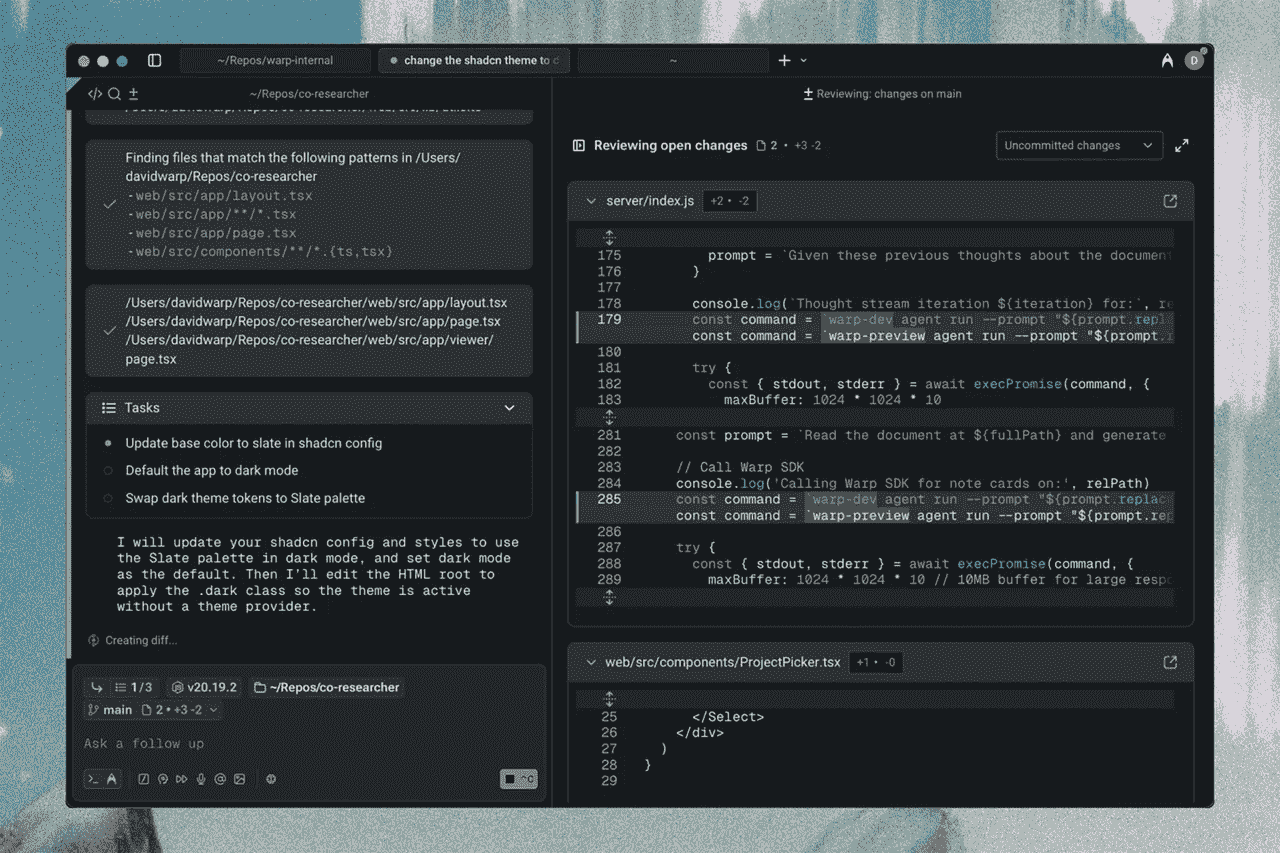 ~/Repos/warp-internal
change the shadcn theme to d
~
D
~/Repos/co-researcher
Reviewing: changes on main
Finding files that match the following patterns in /Users/
davidwarp/Repos/co-researcher
-web/src/app/layout.tsx
-web/src/app/**/*.tsx
-web/src/app/page.tsx
-web/src/components/**/*.{ts,tsx}
/Users/davidwarp/Repos/co-researcher/web/src/app/layout.tsx
/Users/davidwarp/Repos/co-researcher/web/src/app/page.tsx
/Users/davidwarp/Repos/co-researcher/web/src/app/viewer/
page.tsx
Tasks
Update base color to slate in shadcn config
Default the app to dark mode
Swap dark theme tokens to Slate palette
I will update your shadcn config and styles to use
the Slate palette in dark mode, and set dark mode
as the default. Then I'll edit the HTML root to
apply the .dark class so the theme is active
without a theme provider.
Creating diff...
1/3
v20.19.2
~/Repos/co-researcher
main
2 • +3 -2
Ask a follow up
^C
Reviewing open changes
2 • +3 -2
Uncommitted changes
server/index.js
+2 • -2
175 prompt = `Given these previous thoughts about the document
176 }
177
178 console.log(`Thought stream iteration ${iteration} for:`, re
179 const command = `warp-dev agent run --prompt "${prompt.repl
const command = `warp-preview agent run --prompt "${prompt.r
180
181 try {
182 const { stdout, stderr } = await execPromise(command, {
183 maxBuffer: 1024 * 1024 * 10
281 const prompt = `Read the document at ${fullPath} and generate
282
283 // Call Warp SDK
284 console.log('Calling Warp SDK for note cards on:', relPath)
285 const command = `warp-dev agent run --prompt "${prompt.replac
const command = `warp-preview agent run --prompt "${prompt.rep
286
287 try {
288 const { stdout, stderr } = await execPromise(command, {
289 maxBuffer: 1024 * 1024 * 10 // 10MB buffer for large respo
web/src/components/ProjectPicker.tsx
+1 • -0
25 </Select>
26 </div>
27 )
28 }
29